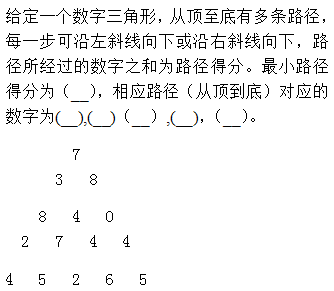 给定一个数字三角形，从顶至底有多条路径，
每一步可沿左斜线向下或沿右斜线向下，路
径所经过的数字之和为路径得分。最小路径
得分为（__），相应路径（从顶到底）对应的
数字为(__),(__)（__）,(__)，(__)。
7
3 8
8 4 0
2 7 4 4
4 5 2 6 5